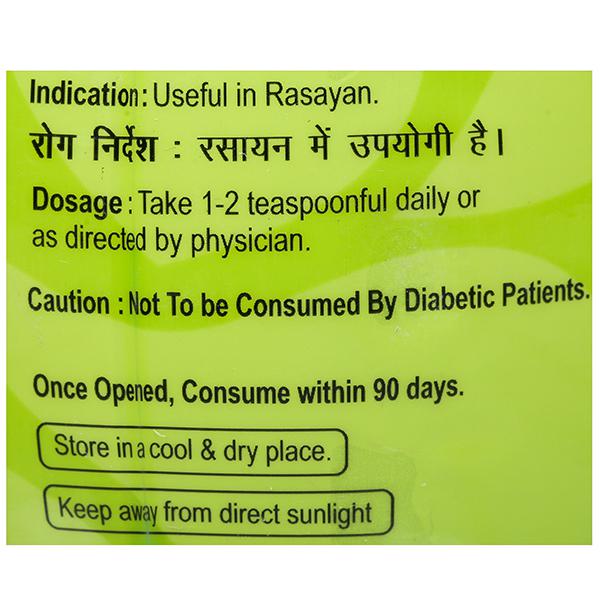 Indication: Useful in Rasayan.
रोग निर्देश : रसायन में उपयोगी है।
Dosage: Take 1-2 teaspoonful daily or
as directed by physician.
Caution : Not To be Consumed By Diabetic Patients.
Once Opened, Consume within 90 days.
Store in a cool & dry place.
Keep away from direct sunlight